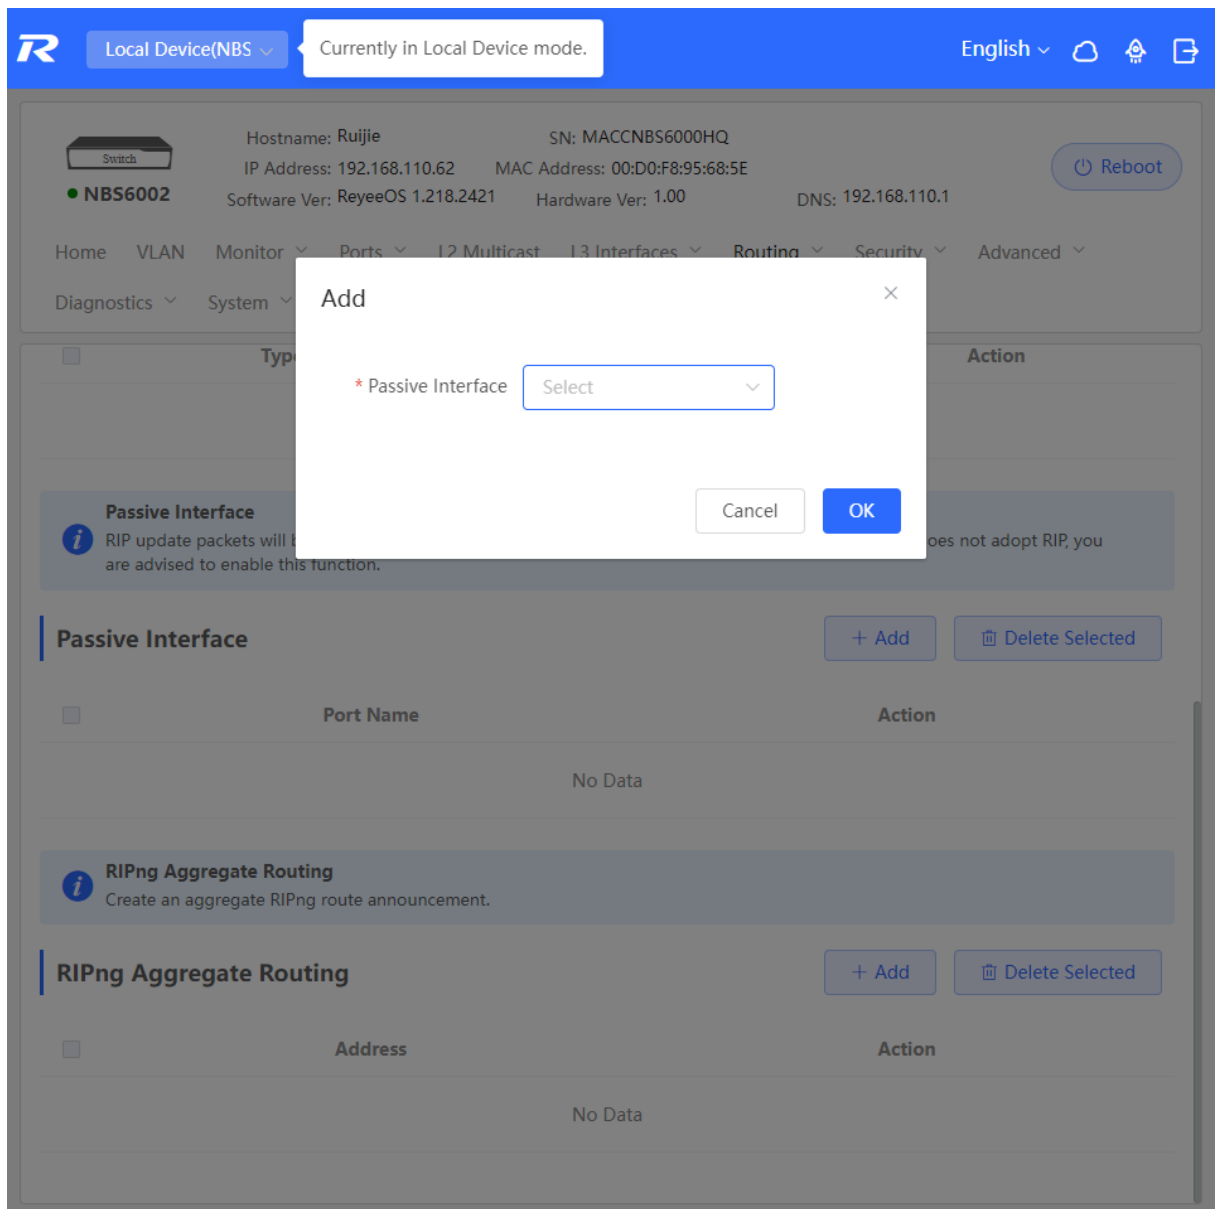 Local Device(NBS
Currently in Local Device mode.
English
Switch
NBS6002
Hostname: Ruijie
SN: MACCNBS6000HQ
IP Address: 192.168.110.62
MAC Address: 00:D0:F8:95:68:5E
Software Ver: ReyeeOS 1.218.2421
Hardware Ver: 1.00
DNS: 192.168.110.1
Reboot
Home VLAN Monitor Ports L2 Multicast L3 Interfaces Routing Security Advanced
Diagnostics System
Add
* Passive Interface Select
Cancel OK
Type Action
Passive Interface
RIP update packets will
oes not adopt RIP, you
are advised to enable this function.
Passive Interface + Add Delete Selected
Port Name Action
No Data
RIPng Aggregate Routing
Create an aggregate RIPng route announcement.
RIPng Aggregate Routing + Add Delete Selected
Address Action
No Data